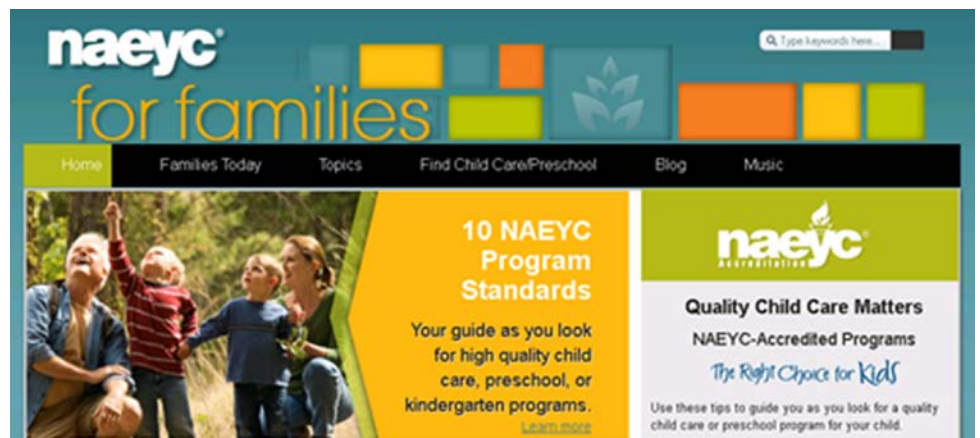 naeyc®
for families
Type keywords here...
Home Families Today Topics Find Child Care/Preschool Blog Music
10 NAEYC
Program
Standards
Your guide as you look
for high quality child
care, preschool, or
kindergarten programs.
Learn more
naeyc®
Accreditation
Quality Child Care Matters
NAEYC-Accredited Programs
The Right Choice for Kids
Use these tips to guide you as you look for a quality
child care or preschool program for your child.